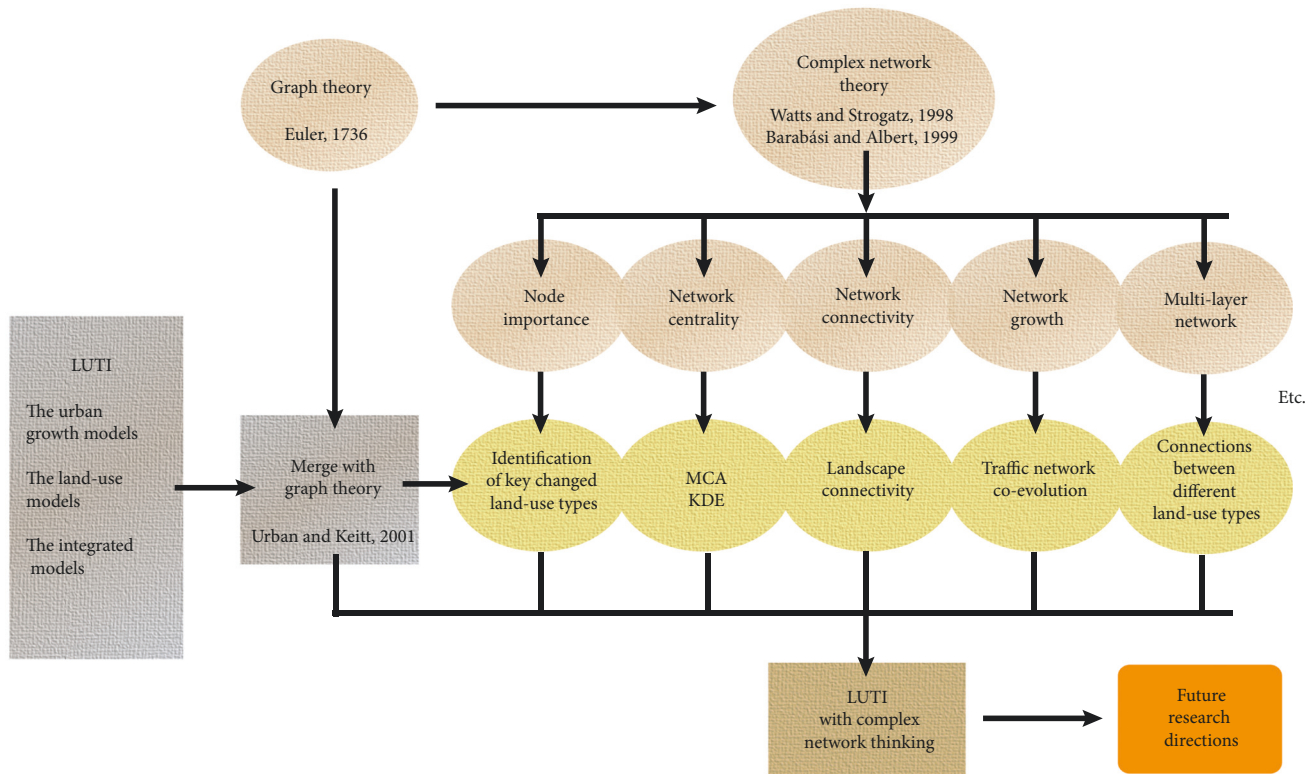 Graph theory
Euler, 1736
Complex network
theory
Watts and Strogatz, 1998
Barabási and Albert, 1999
Node
importance
Network
centrality
Network
connectivity
Network
growth
Multi-layer
network
Etc.
LUTI
The urban
growth models
The land-use
models
The integrated
models
Merge with
graph theory
Urban and Keitt, 2001
Identification
of key changed
land-use types
MCA
KDE
Landscape
connectivity
Traffic network
co-evolution
Connections
between
different
land-use types
LUTI
with complex
network thinking
Future
research
directions